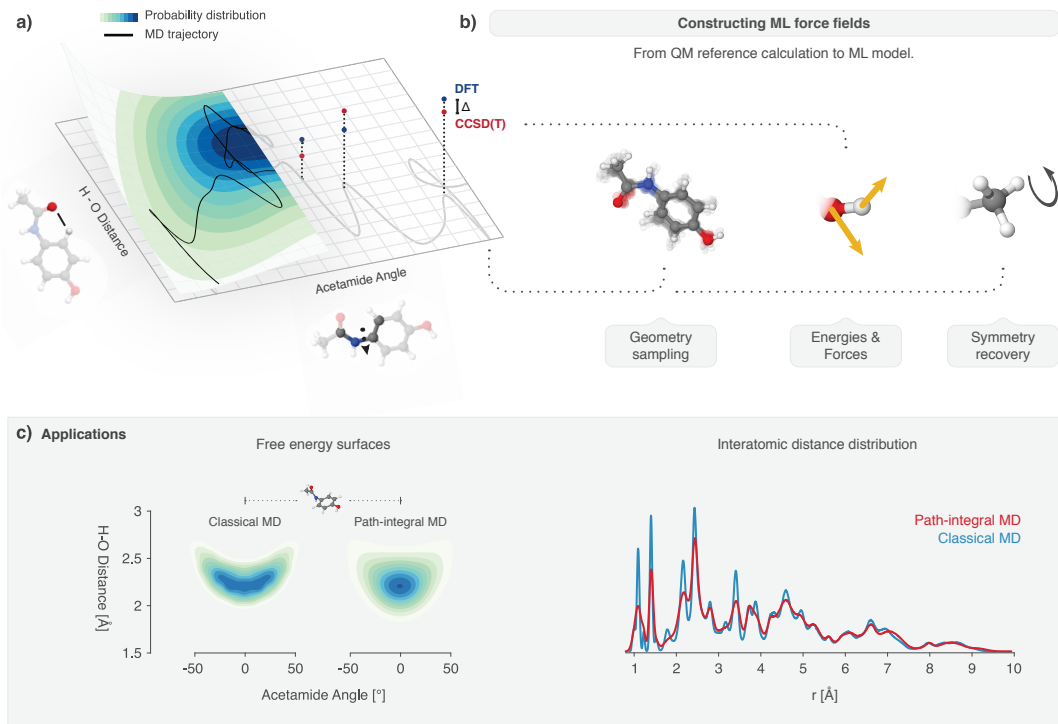 a)
Probability distribution
MD trajectory
DFT
Δ
CCSD(T)
H - O Distance
Acetamide Angle
b)
Constructing ML force fields
From QM reference calculation to ML model.
Geometry
sampling
Energies &
Forces
Symmetry
recovery
c) Applications
Free energy surfaces
Classical MD
Path-integral MD
H-O Distance [Å]
3
2
1.5
-50
0
50
-50
0
50
Acetamide Angle [°]
Interatomic distance distribution
Path-integral MD
Classical MD
1
2
3
4
5
6
7
8
9
10
r [Å]